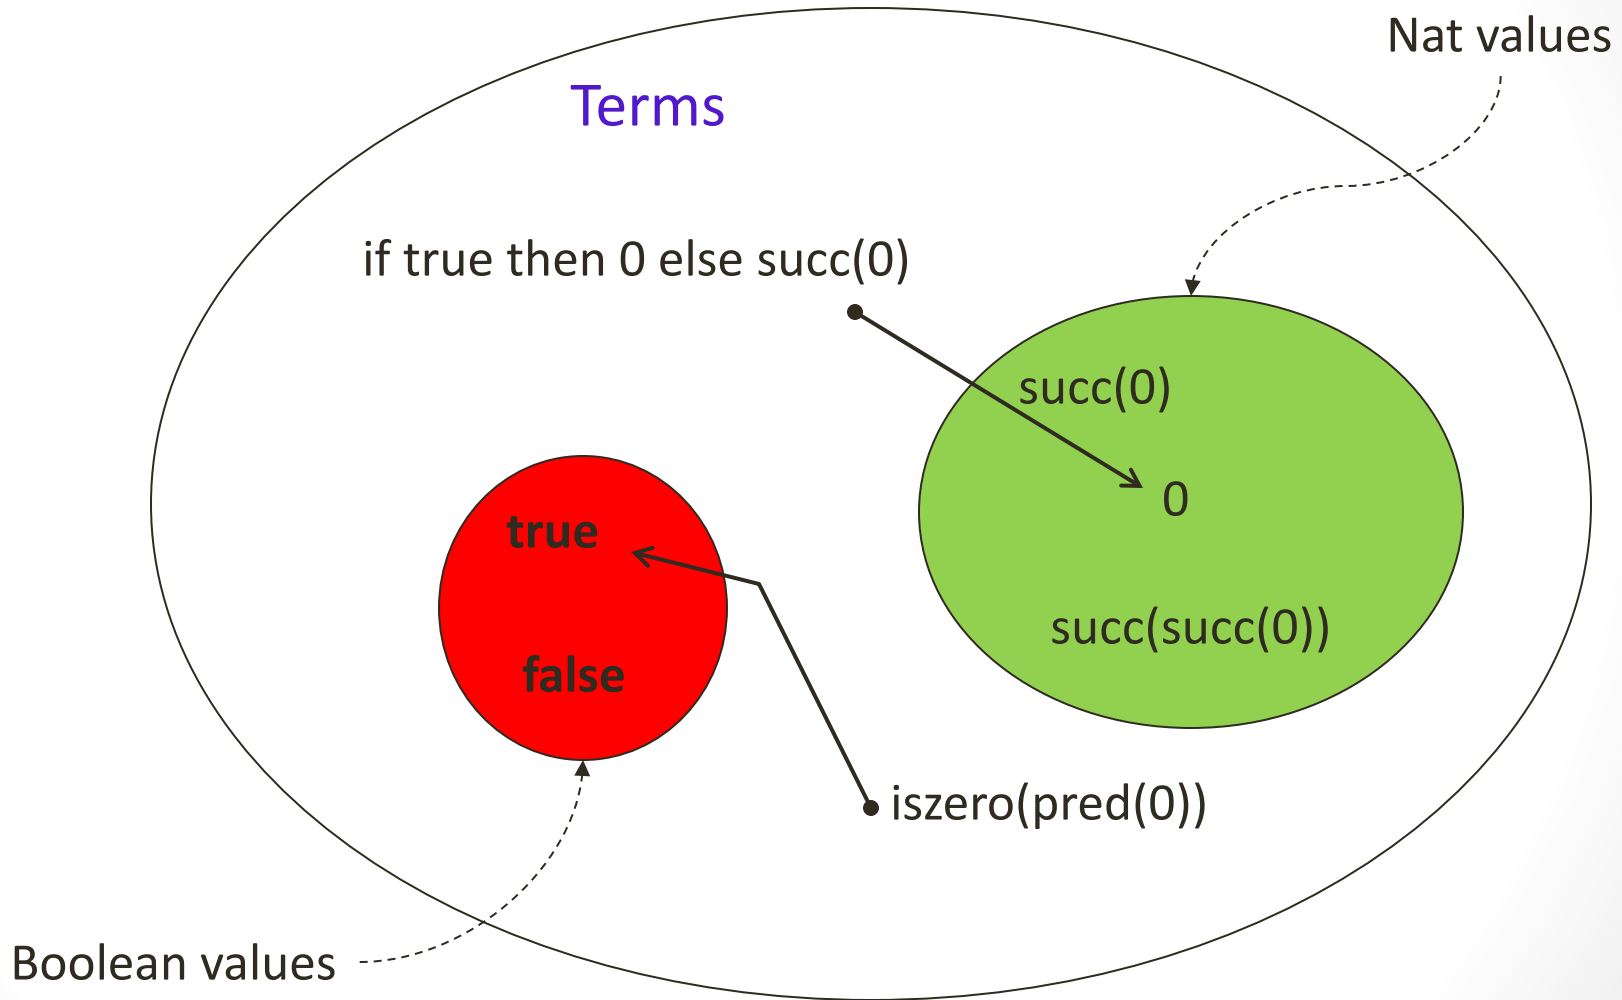 Nat values
Terms
if true then 0 else succ(0)
succ(0)
0
true
succ(succ(0))
false
iszero(pred(0))
Boolean values